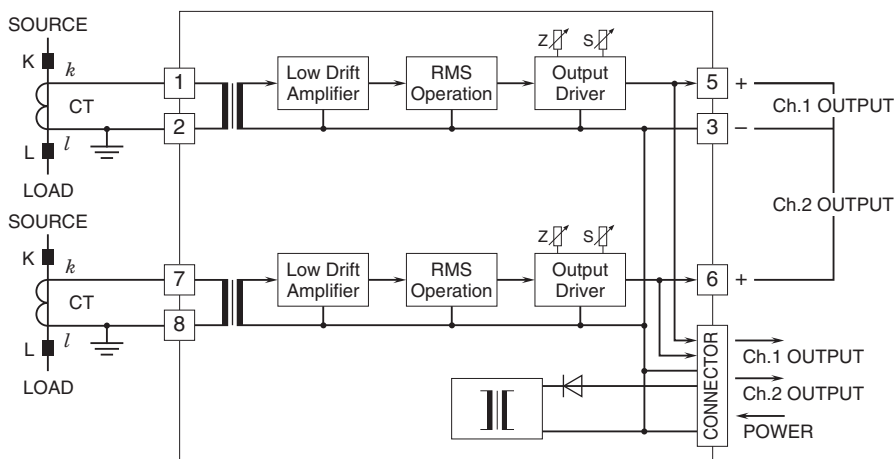 SOURCE
K
k
CT
L
l
LOAD
1
2
Low Drift
Amplifier
RMS
Operation
Output
Driver
Z
S
5
+
3
–
Ch.1 OUTPUT
Ch.2 OUTPUT
SOURCE
K
k
CT
L
l
LOAD
7
8
Low Drift
Amplifier
RMS
Operation
Output
Driver
Z
S
6
+
CONNECTOR
Ch.1 OUTPUT
Ch.2 OUTPUT
POWER